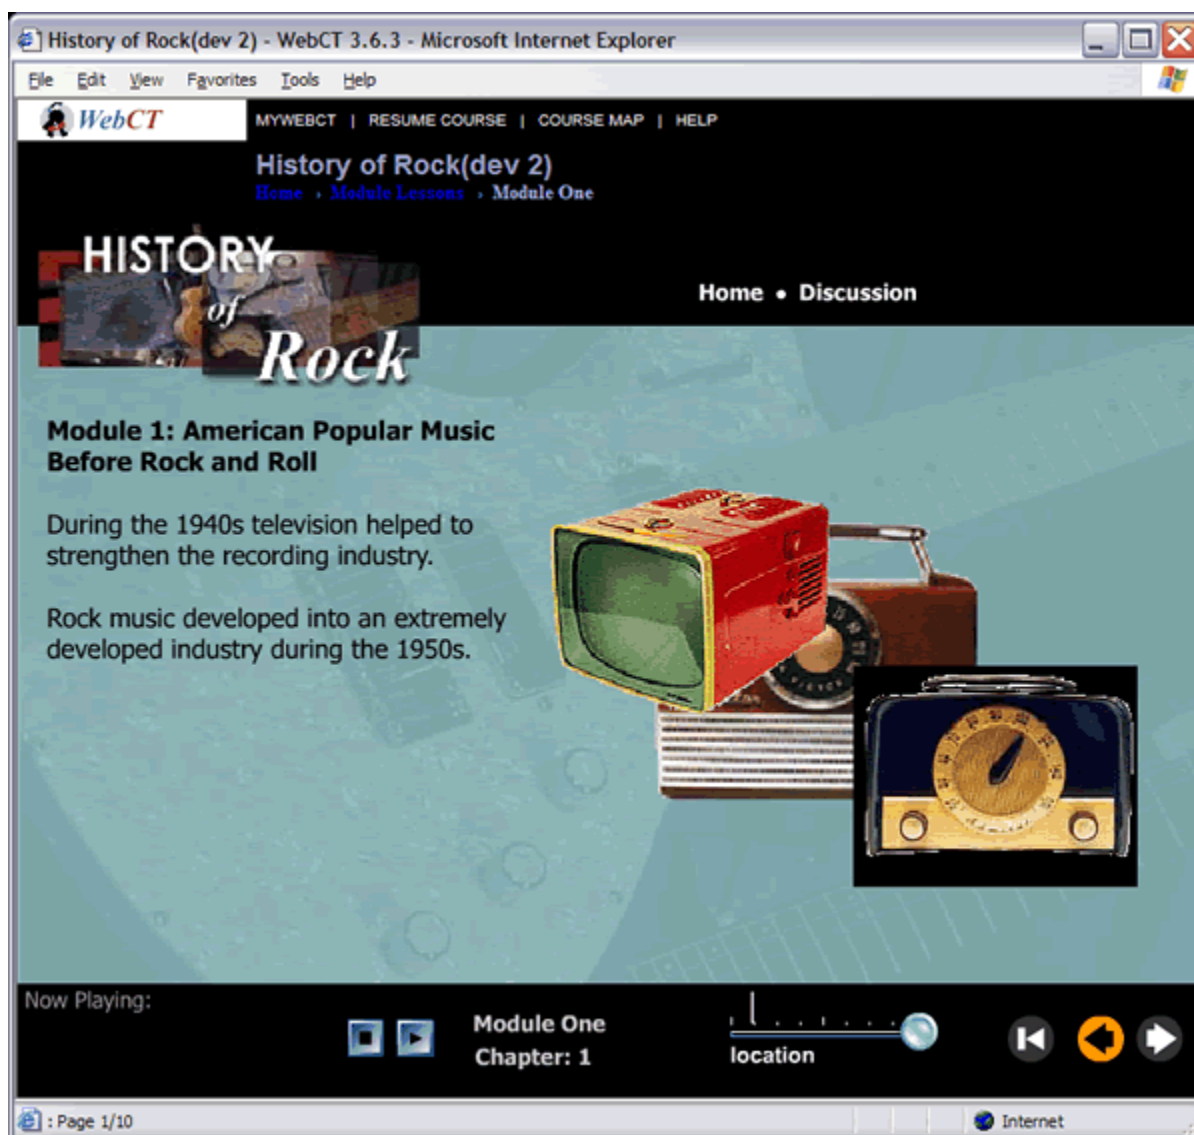 History of Rock(dev 2) - WebCT 3.6.3 - Microsoft Internet Explorer
File Edit View Favorites Tools Help
WebCT MYWEBCT | RESUME COURSE | COURSE MAP | HELP
History of Rock(dev 2)
Home › Module Lessons › Module One
HISTORY
of
Rock
Home • Discussion
Module 1: American Popular Music
Before Rock and Roll
During the 1940s television helped to
strengthen the recording industry.
Rock music developed into an extremely
developed industry during the 1950s.
Admiral
Now Playing:
Module One
Chapter: 1
location
: Page 1/10 Internet